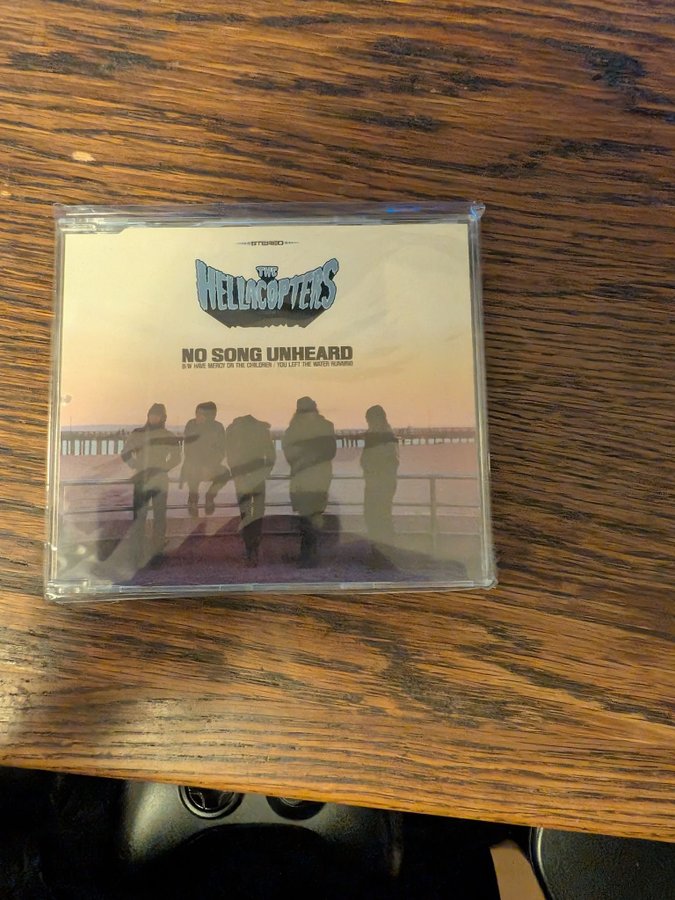 STEREO
THE
HELLACOPTERS
NO SONG UNHEARD
B/W HAVE MERCY ON THE CHILDREN / YOU LEFT THE WATER RUNNING